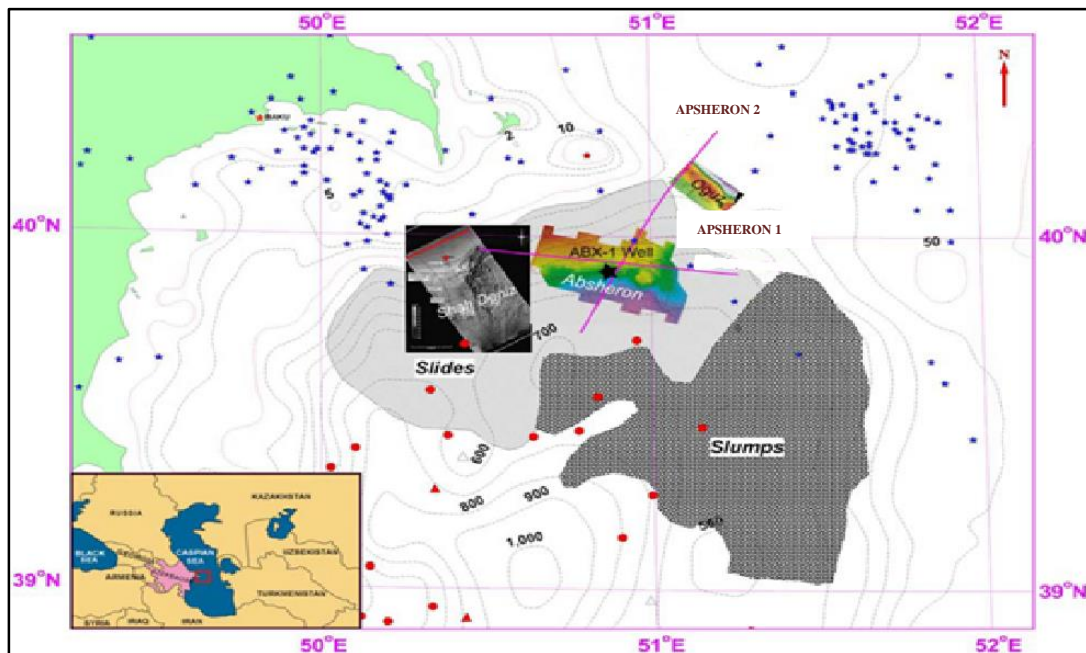 50°E
51°E
52°E
N
APSHERON 2
BAKU
2
10
5
Oguz
40°N
APSHERON 1
40°N
50
ABX-1 Well
Absheron
Shah Deniz
700
Slides
Slumps
600
800
900
1,000
KAZAKHSTAN
RUSSIA
BLACK
SEA
CASPIAN
SEA
UZBEKISTAN
ARMENIA
TURKMENISTAN
SYRIA
IRAQ
IRAN
39°N
39°N
50°E
51°E
52°E